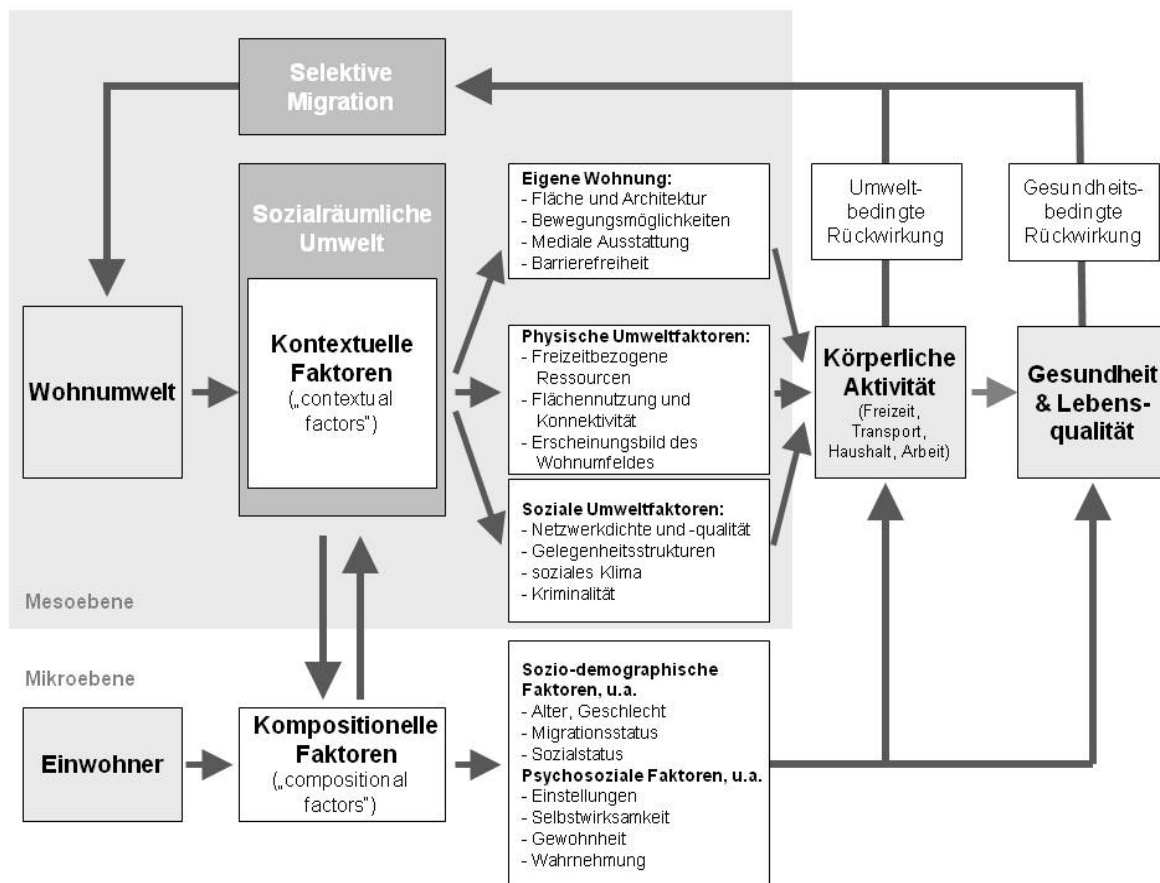 Selektive
Migration
Sozialräumliche
Umwelt
Kontextuelle
Faktoren
(„contextual
factors")
Wohnumwelt
Eigene Wohnung:
- Fläche und Architektur
- Bewegungsmöglichkeiten
- Mediale Ausstattung
- Barrierefreiheit
Physische Umweltfaktoren:
- Freizeitbezogene
Ressourcen
- Flächennutzung und
Konnektivität
- Erscheinungsbild des
Wohnumfeldes
Soziale Umweltfaktoren:
- Netzwerkdichte und -qualität
- Gelegenheitsstrukturen
- soziales Klima
- Kriminalität
Umwelt-
bedingte
Rückwirkung
Gesundheits-
bedingte
Rückwirkung
Körperliche
Aktivität
(Freizeit,
Transport,
Haushalt, Arbeit)
Gesundheit
& Lebens-
qualität
Mesoebene
Mikroebene
Einwohner
Kompositionelle
Faktoren
(„compositional
factors")
Sozio-demographische
Faktoren, u.a.
- Alter, Geschlecht
- Migrationsstatus
- Sozialstatus
Psychosoziale Faktoren, u.a.
- Einstellungen
- Selbstwirksamkeit
- Gewohnheit
- Wahrnehmung